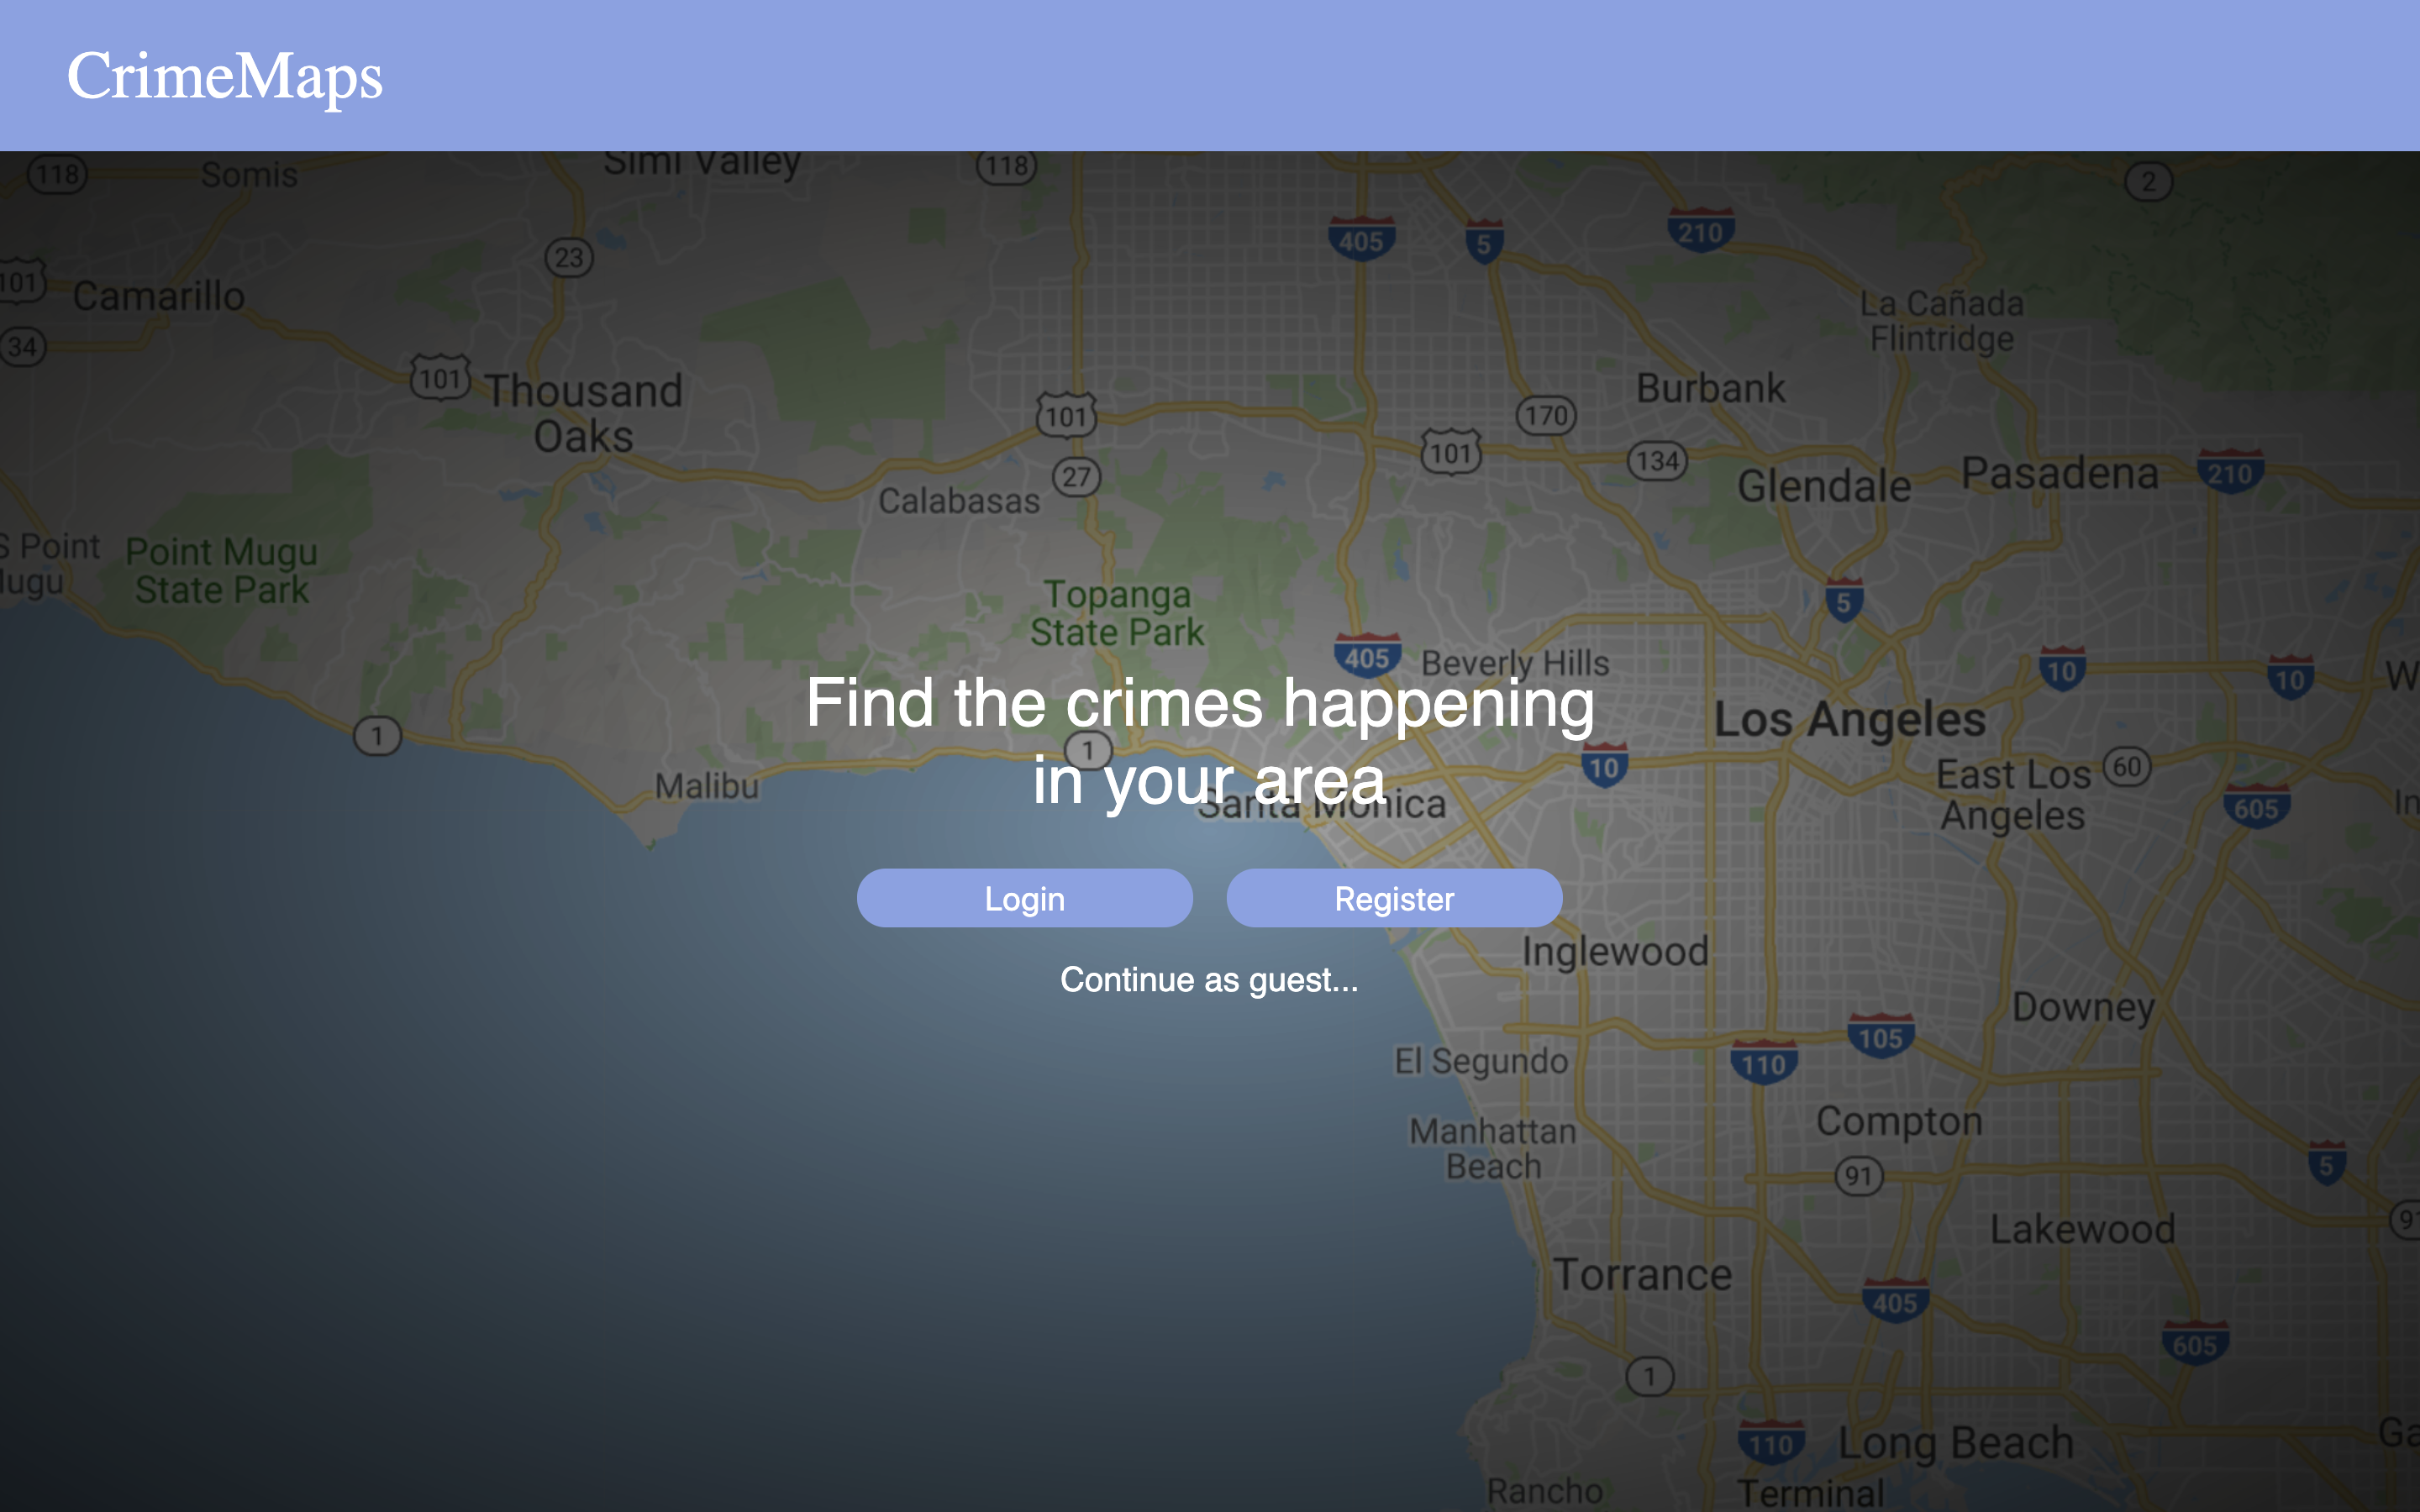 CrimeMaps
118
Somis
Simi Valley
118
2
405
5
210
23
101
Camarillo
La Cañada
Flintridge
34
101
Thousand
Oaks
Burbank
101
170
101
134
27
Glendale
Pasadena
210
Calabasas
Point
Point Mugu
State Park
Topanga
State Park
5
405
Beverly Hills
10
10
Find the crimes happening
in your area
Los Angeles
1
1
10
Malibu
Santa Monica
East Los
Angeles
60
605
Login
Register
Inglewood
Continue as guest...
Downey
105
El Segundo
110
Compton
Manhattan
Beach
91
5
Lakewood
Torrance
405
605
1
110
Long Beach
Rancho
Terminal